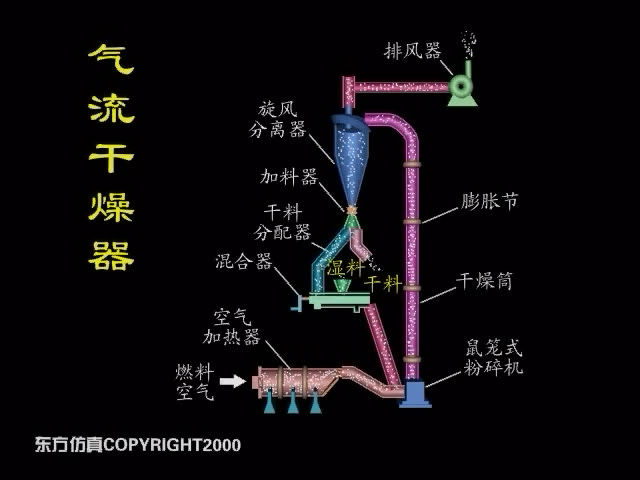 气流干燥器
排风器
旋风
分离器
加料器
膨胀节
干料
分配器
混合器
湿料
干料
干燥筒
空气
加热器
鼠笼式
粉碎机
燃料
空气
东方仿真COPYRIGHT2000